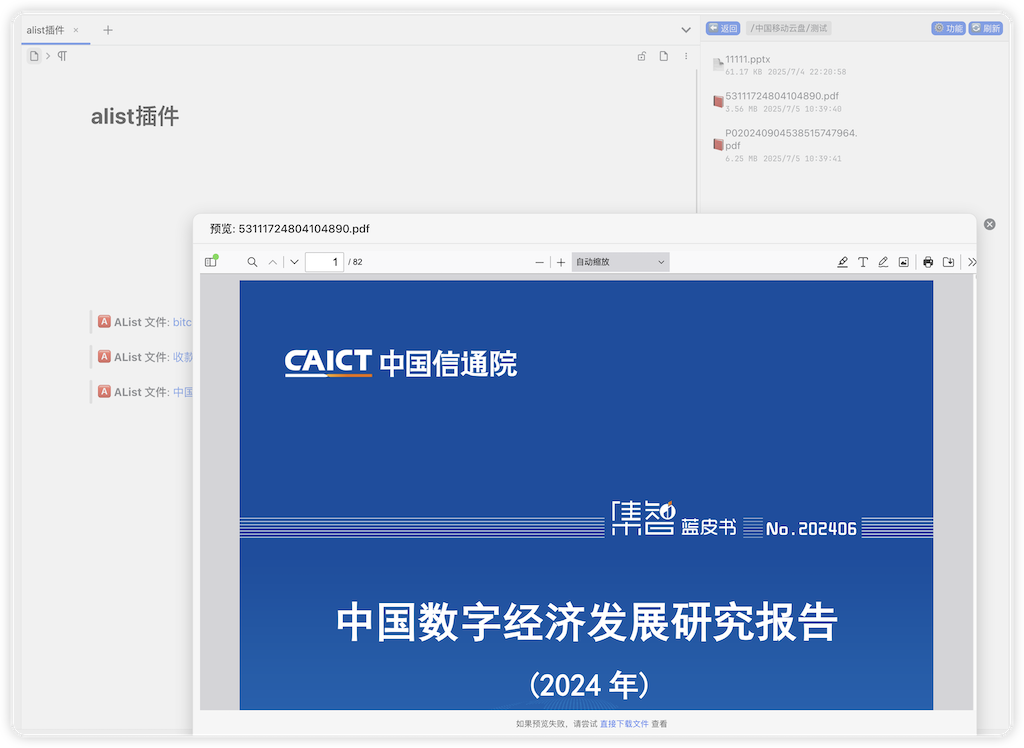 alist插件 × +
返回 /中国移动云盘/测试 功能 刷新
11111.pptx
61.17 KB 2025/7/4 22:28:58
53111724804104890.pdf
3.56 MB 2025/7/5 10:39:40
P020240904538515747964.
pdf
6.25 MB 2025/7/5 10:39:41
alist插件
A AList 文件: bitc
A AList 文件: 收款
A AList 文件: 中国
预览: 53111724804104890.pdf
1 / 82
自动缩放
CAICT 中国信通院
集智 蓝皮书 No.202406
中国数字经济发展研究报告
(2024 年)
如果预览失败，请尝试 直接下载文件 查看